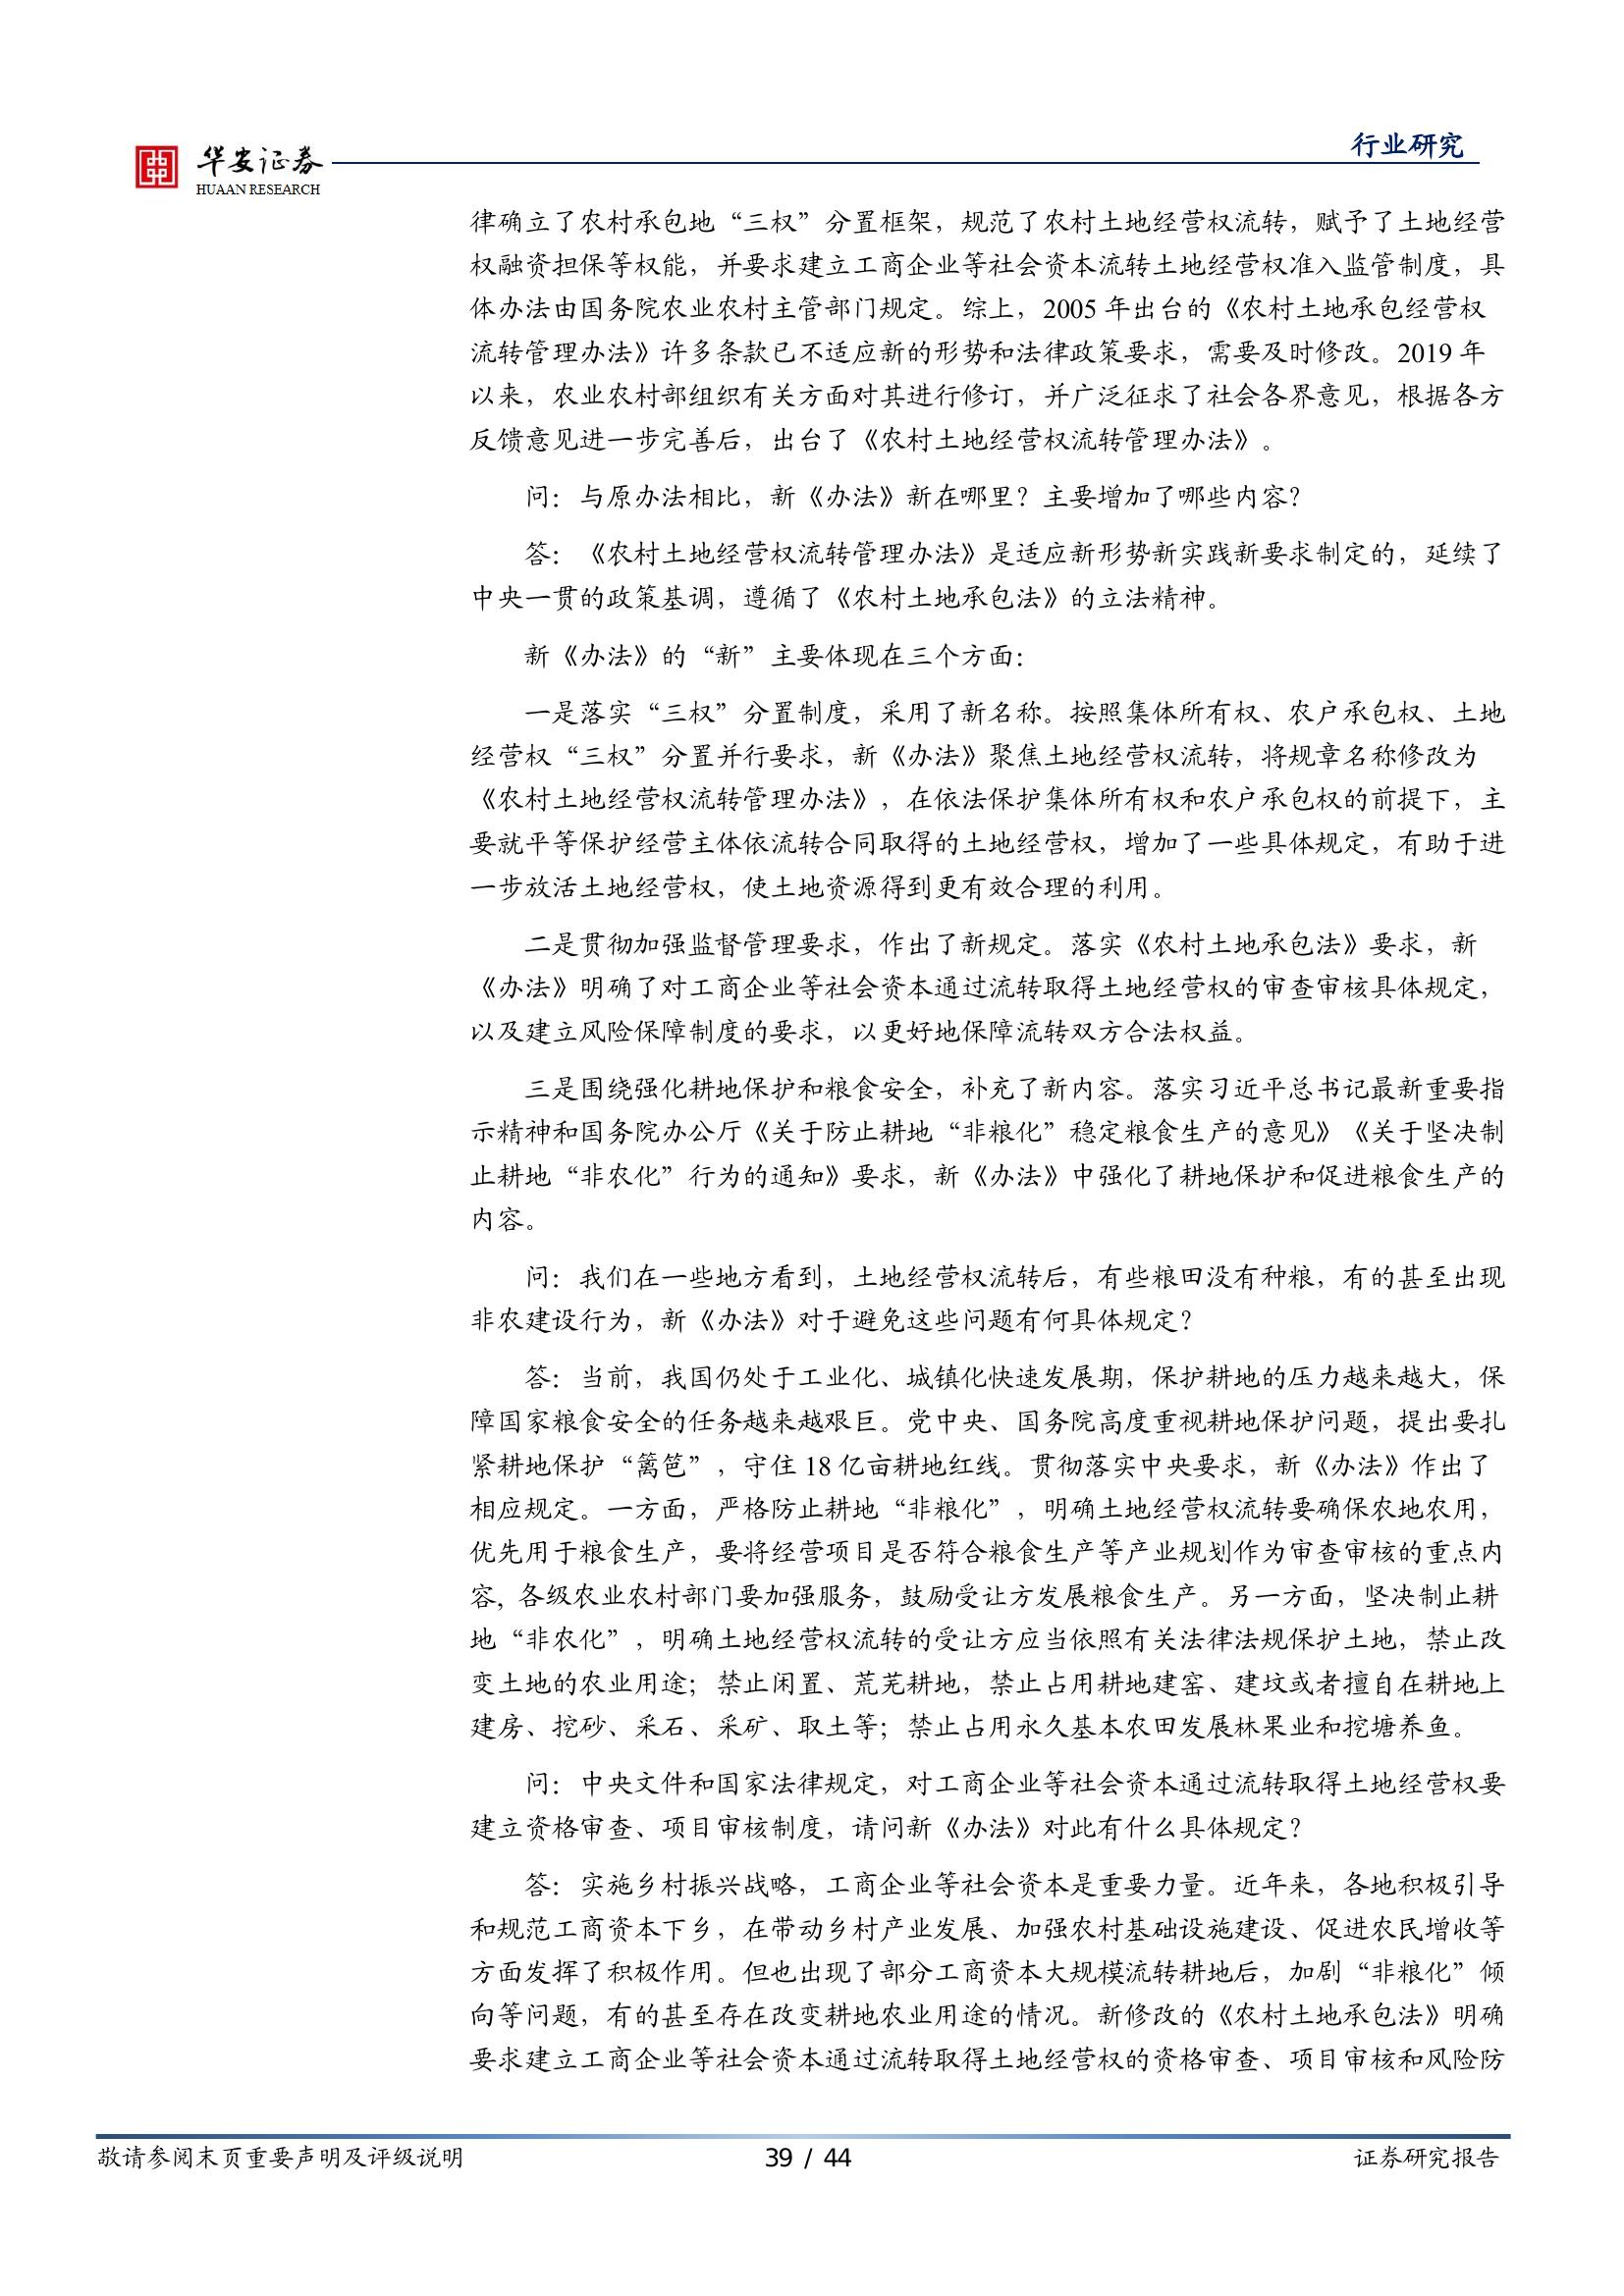 华安证券
HUAAN RESEARCH
行业研究
律确立了农村承包地“三权”分置框架，规范了农村土地经营权流转，赋予了土地经营
权融资担保等权能，并要求建立工商企业等社会资本流转土地经营权准入监管制度，具
体办法由国务院农业农村主管部门规定。综上，2005 年出台的《农村土地承包经营权
流转管理办法》许多条款已不适应新的形势和法律政策要求，需要及时修改。2019 年
以来，农业农村部组织有关方面对其进行修订，并广泛征求了社会各界意见，根据各方
反馈意见进一步完善后，出台了《农村土地经营权流转管理办法》。
问：与原办法相比，新《办法》新在哪里？主要增加了哪些内容？
答：《农村土地经营权流转管理办法》是适应新形势新实践新要求制定的，延续了
中央一贯的政策基调，遵循了《农村土地承包法》的立法精神。
新《办法》的“新”主要体现在三个方面：
一是落实“三权”分置制度，采用了新名称。按照集体所有权、农户承包权、土地
经营权“三权”分置并行要求，新《办法》聚焦土地经营权流转，将规章名称修改为
《农村土地经营权流转管理办法》，在依法保护集体所有权和农户承包权的前提下，主
要就平等保护经营主体依流转合同取得的土地经营权，增加了一些具体规定，有助于进
一步放活土地经营权，使土地资源得到更有效合理的利用。
二是贯彻加强监督管理要求，作出了新规定。落实《农村土地承包法》要求，新
《办法》明确了对工商企业等社会资本通过流转取得土地经营权的审查审核具体规定，
以及建立风险保障制度的要求，以更好地保障流转双方合法权益。
三是围绕强化耕地保护和粮食安全，补充了新内容。落实习近平总书记最新重要指
示精神和国务院办公厅《关于防止耕地“非粮化”稳定粮食生产的意见》《关于坚决制
止耕地“非农化”行为的通知》要求，新《办法》中强化了耕地保护和促进粮食生产的
内容。
问：我们在一些地方看到，土地经营权流转后，有些粮田没有种粮，有的甚至出现
非农建设行为，新《办法》对于避免这些问题有何具体规定？
答：当前，我国仍处于工业化、城镇化快速发展期，保护耕地的压力越来越大，保
障国家粮食安全的任务越来越艰巨。党中央、国务院高度重视耕地保护问题，提出要扎
紧耕地保护“篱笆”，守住 18 亿亩耕地红线。贯彻落实中央要求，新《办法》作出了
相应规定。一方面，严格防止耕地“非粮化”，明确土地经营权流转要确保农地农用，
优先用于粮食生产，要将经营项目是否符合粮食生产等产业规划作为审查审核的重点内
容，各级农业农村部门要加强服务，鼓励受让方发展粮食生产。另一方面，坚决制止耕
地“非农化”，明确土地经营权流转的受让方应当依照有关法律法规保护土地，禁止改
变土地的农业用途；禁止闲置、荒芜耕地，禁止占用耕地建窑、建坟或者擅自在耕地上
建房、挖砂、采石、采矿、取土等；禁止占用永久基本农田发展林果业和挖塘养鱼。
问：中央文件和国家法律规定，对工商企业等社会资本通过流转取得土地经营权要
建立资格审查、项目审核制度，请问新《办法》对此有什么具体规定？
答：实施乡村振兴战略，工商企业等社会资本是重要力量。近年来，各地积极引导
和规范工商资本下乡，在带动乡村产业发展、加强农村基础设施建设、促进农民增收等
方面发挥了积极作用。但也出现了部分工商资本大规模流转耕地后，加剧“非粮化”倾
向等问题，有的甚至存在改变耕地农业用途的情况。新修改的《农村土地承包法》明确
要求建立工商企业等社会资本通过流转取得土地经营权的资格审查、项目审核和风险防
敬请参阅末页重要声明及评级说明
39 / 44
证券研究报告